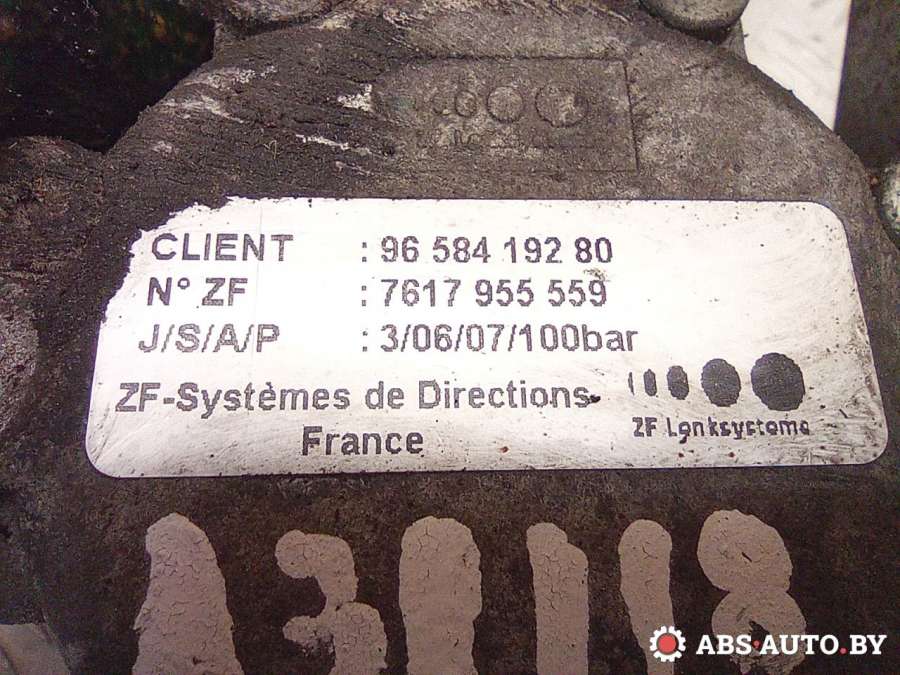 CLIENT : 96 584 192 80
N° ZF : 7617 955 559
J/S/A/P : 3/06/07/100bar
ZF-Systèmes de Directions
France
ZF Lenksysteme
ABS-AUTO.BY